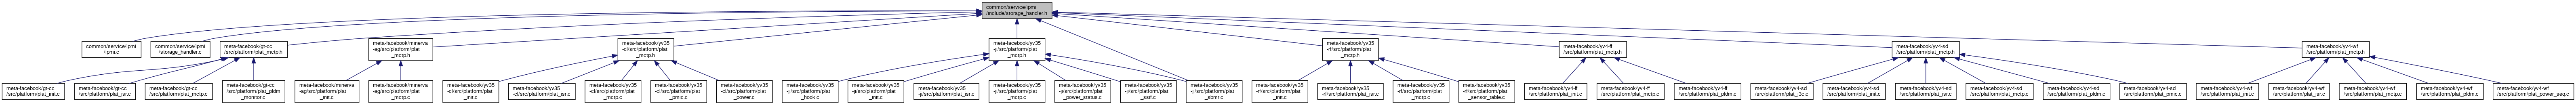 common/service/ipmi
/include/storage_handler.h
common/service/ipmi
/ipmi.c
common/service/ipmi
/storage_handler.c
meta-facebook/gt-cc
/src/platform/plat_mctp.h
meta-facebook/minerva
-ag/src/platform/plat
_mctp.h
meta-facebook/yv35
-cl/src/platform/plat
_mctp.h
meta-facebook/yv35
-ji/src/platform/plat
_mctp.h
meta-facebook/yv35
-rf/src/platform/plat
_mctp.h
meta-facebook/yv4-ff
/src/platform/plat_mctp.h
meta-facebook/yv4-sd
/src/platform/plat_mctp.h
meta-facebook/yv4-wf
/src/platform/plat_mctp.h
meta-facebook/gt-cc
/src/platform/plat_init.c
meta-facebook/gt-cc
/src/platform/plat_isr.c
meta-facebook/gt-cc
/src/platform/plat_mctp.c
meta-facebook/gt-cc
/src/platform/plat_pldm
_monitor.c
meta-facebook/minerva
-ag/src/platform/plat
_init.c
meta-facebook/minerva
-ag/src/platform/plat
_mctp.c
meta-facebook/yv35
-cl/src/platform/plat
_init.c
meta-facebook/yv35
-cl/src/platform/plat_isr.c
meta-facebook/yv35
-cl/src/platform/plat
_mctp.c
meta-facebook/yv35
-cl/src/platform/plat
_pmic.c
meta-facebook/yv35
-cl/src/platform/plat
_power.c
meta-facebook/yv35
-ji/src/platform/plat
_hook.c
meta-facebook/yv35
-ji/src/platform/plat
_init.c
meta-facebook/yv35
-ji/src/platform/plat_isr.c
meta-facebook/yv35
-ji/src/platform/plat
_mctp.c
meta-facebook/yv35
-ji/src/platform/plat
_power_status.c
meta-facebook/yv35
-ji/src/platform/plat
_ssif.c
meta-facebook/yv35
-ji/src/platform/plat
_sbmr.c
meta-facebook/yv35
-rf/src/platform/plat
_init.c
meta-facebook/yv35
-rf/src/platform/plat_isr.c
meta-facebook/yv35
-rf/src/platform/plat
_mctp.c
meta-facebook/yv35
-rf/src/platform/plat
_sensor_table.c
meta-facebook/yv4-ff
/src/platform/plat_init.c
meta-facebook/yv4-ff
/src/platform/plat_mctp.c
meta-facebook/yv4-ff
/src/platform/plat_pldm.c
meta-facebook/yv4-sd
/src/platform/plat_i3c.c
meta-facebook/yv4-sd
/src/platform/plat_init.c
meta-facebook/yv4-sd
/src/platform/plat_isr.c
meta-facebook/yv4-sd
/src/platform/plat_mctp.c
meta-facebook/yv4-sd
/src/platform/plat_pldm.c
meta-facebook/yv4-sd
/src/platform/plat_pmic.c
meta-facebook/yv4-wf
/src/platform/plat_init.c
meta-facebook/yv4-wf
/src/platform/plat_isr.c
meta-facebook/yv4-wf
/src/platform/plat_mctp.c
meta-facebook/yv4-wf
/src/platform/plat_pldm.c
meta-facebook/yv4-wf
/src/platform/plat_power_seq.c